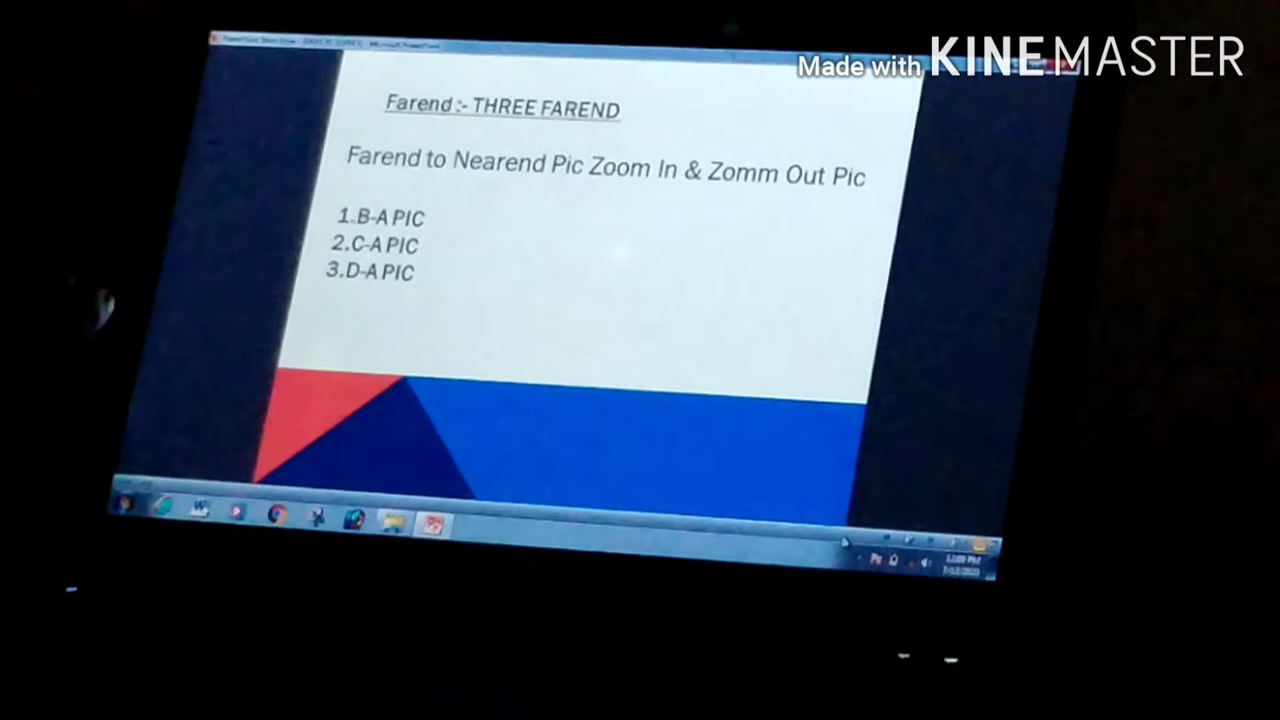 Made with KINEMASTER
Farend :- THREE FAREND
Farend to Nearend Pic Zoom In & Zomm Out Pic
1.B-A PIC
2.C-A PIC
3.D-A PIC